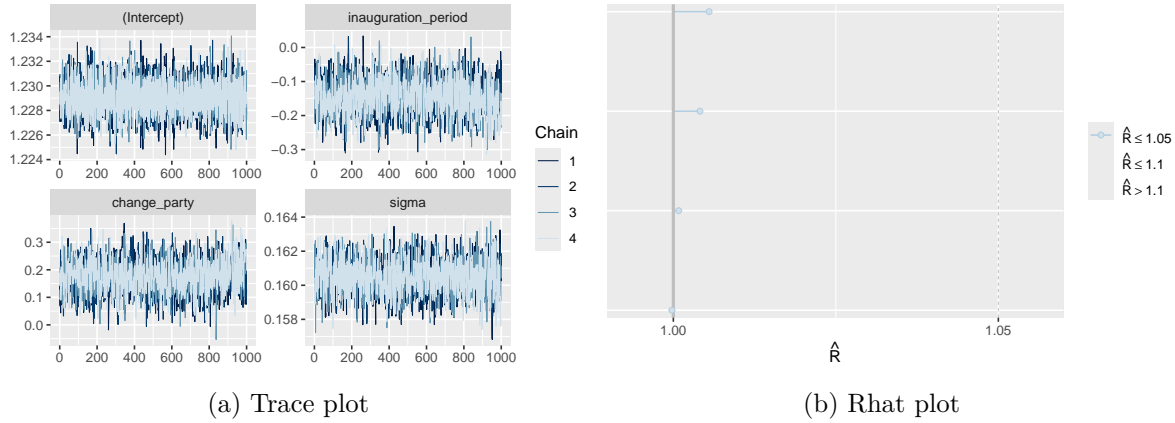 (Intercept)
inauguration_period
1.234
1.232
1.230
1.228
1.226
1.224
0 200 400 600 800 1000
0.0
−0.1
−0.2
−0.3
0 200 400 600 800 1000
change_party
sigma
0.3
0.2
0.1
0.0
0 200 400 600 800 1000
0.164
0.162
0.160
0.158
0 200 400 600 800 1000
Chain
1
2
3
4
(a) Trace plot
1.00 1.05
R̂
R̂ ≤ 1.05
R̂ ≤ 1.1
R̂ > 1.1
(b) Rhat plot